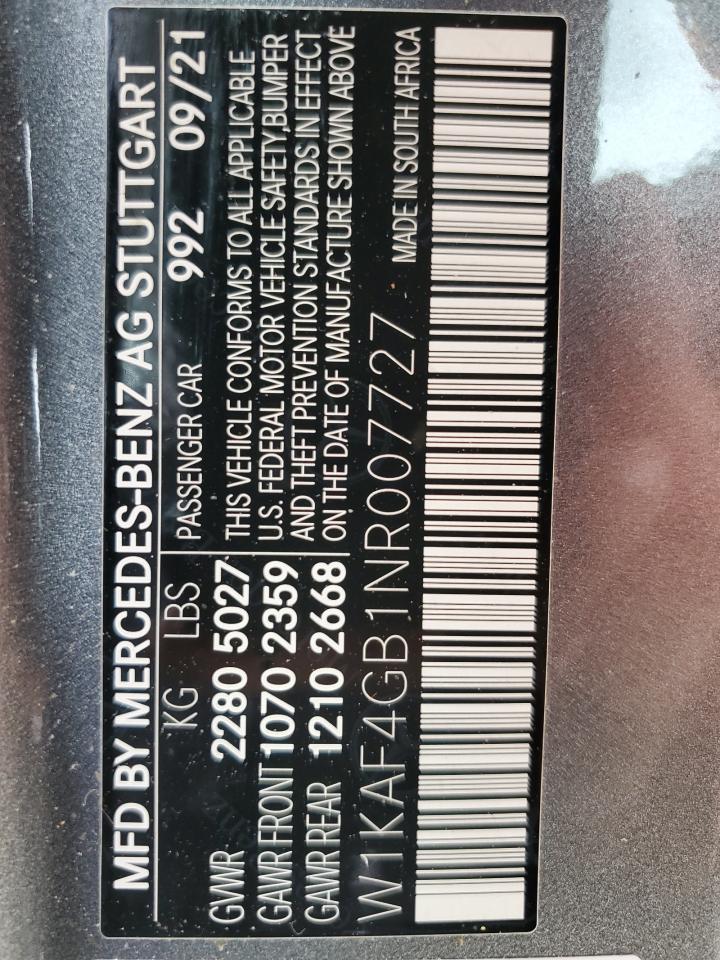 MFD BY MERCEDES-BENZ AG STUTTGART
KG LBS PASSENGER CAR 992 09/21
GVWR 2280 5027 THIS VEHICLE CONFORMS TO ALL APPLICABLE
GAWR FRONT 1070 2359 U.S. FEDERAL MOTOR VEHICLE SAFETY,BUMPER
GAWR REAR 1210 2668 AND THEFT PREVENTION STANDARDS IN EFFECT
ON THE DATE OF MANUFACTURE SHOWN ABOVE
W1KAF4GB1NR007727 MADE IN SOUTH AFRICA